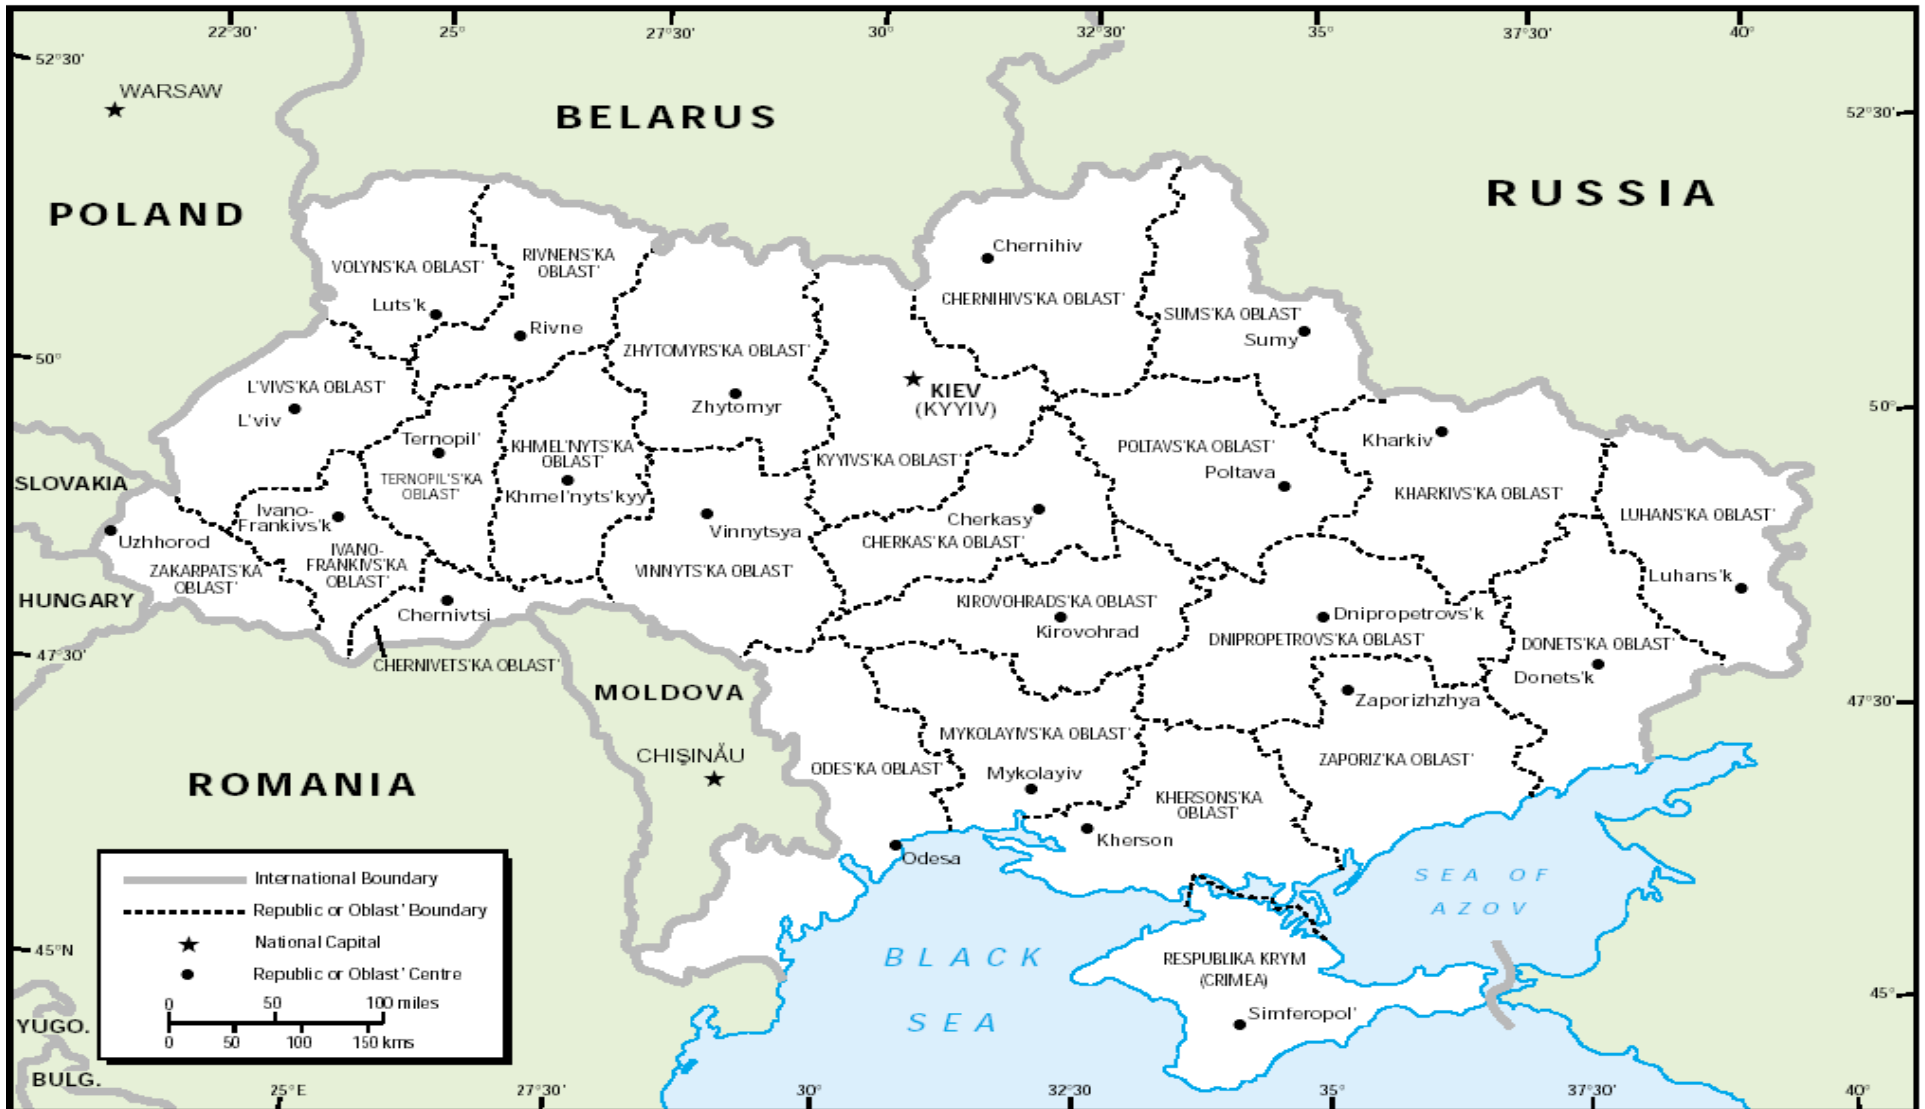 22°30'
25°
27°30'
30°
32°30'
35°
37°30'
40°
52°30'
WARSAW
BELARUS
52°30'
POLAND
RUSSIA
Chernihiv
RIVNENS'KA
OBLAST'
VOLYNS'KA OBLAST'
CHERNIHIVS'KA OBLAST'
Luts'k
SUMS'KA OBLAST'
Rivne
Sumy
ZHYTOMYRS'KA OBLAST'
50°
L'VIVS'KA OBLAST'
KIEV
(KYYIV)
Zhytomyr
50°
L'viv
Ternopil'
KHMEL'NYTS'KA
OBLAST'
POLTAVS'KA OBLAST'
Kharkiv
KYYIVS'KA OBLAST'
Poltava
SLOVAKIA
TERNOPIL'S'KA
OBLAST'
Khmel'nyts'kyy
KHARKIVS'KA OBLAST'
Ivano-
Frankivs'k
Cherkasy
LUHANS'KA OBLAST'
Vinnytsya
Uzhhorod
CHERKAS'KA OBLAST'
IVANO-
FRANKIVS'KA
OBLAST'
ZAKARPATS'KA
OBLAST'
VINNYTS'KA OBLAST'
Luhans'k
HUNGARY
Chernivtsi
KIROVOHRADS'KA OBLAST'
Kirovohrad
Dnipropetrovs'k
DNIPROPETROVS'KA OBLAST'
DONETS'KA OBLAST'
47°30'
CHERNIVETS'KA OBLAST'
Donets'k
MOLDOVA
Zaporizhzhya
47°30'
MYKOLAYIVS'KA OBLAST'
CHIŞINĂU
ZAPORIZ'KA OBLAST'
ODES'KA OBLAST'
Mykolayiv
ROMANIA
KHERSONS'KA
OBLAST'
Kherson
Odesa
SEA OF
AZOV
International Boundary
Republic or Oblast' Boundary
National Capital
Republic or Oblast' Centre
0 50 100 miles
0 50 100 150 kms
45°N
BLACK
SEA
RESPUBLIKA KRYM
(CRIMEA)
45°
Simferopol'
YUGO.
BULG.
25°E
27°30'
30°
32°30'
35°
37°30'
40°